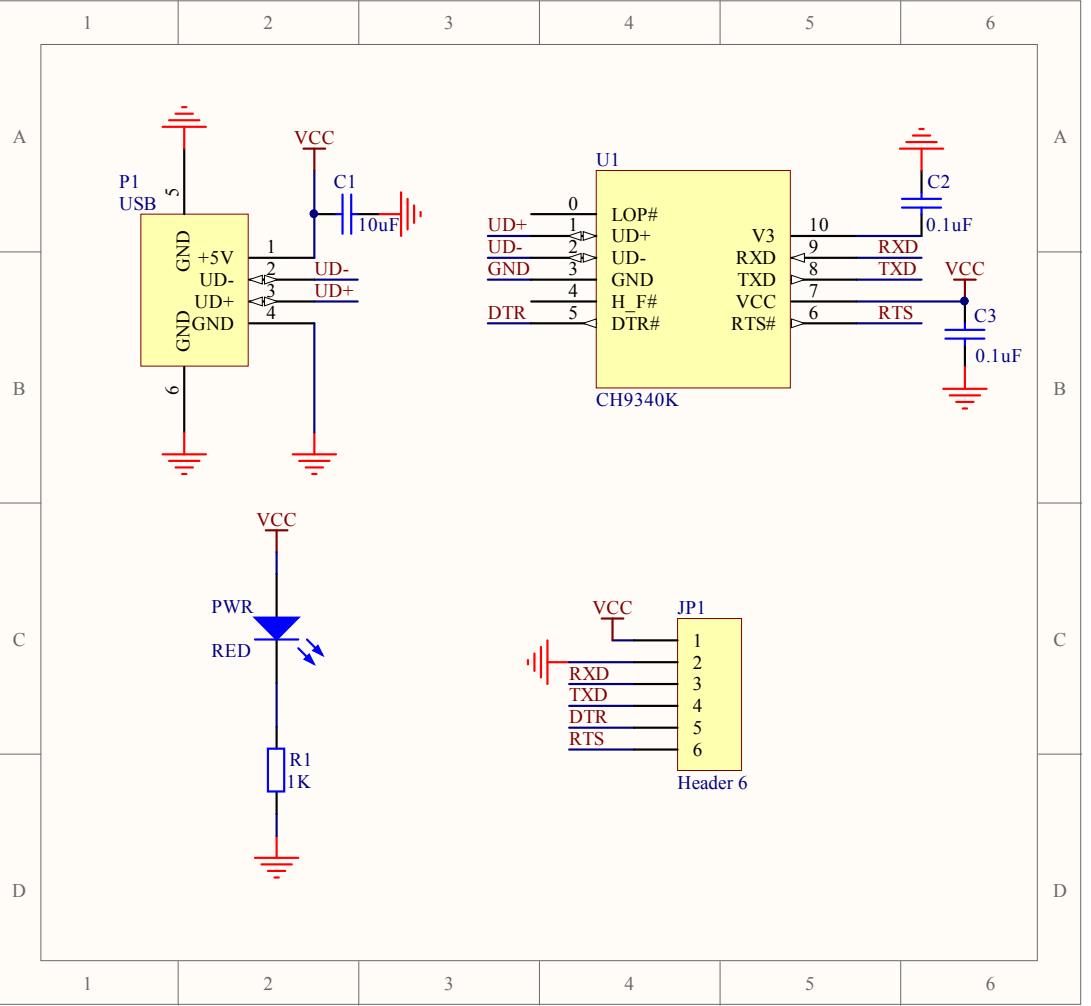 1 2 3 4 5 6
A A
VCC
U1
P1
USB
5
C1
10uF
C2
0.1uF
GND
+5V 1
UD- 2 UD-
UD+ 3 UD+
GND 4
GND
6
0 LOP#
UD+ 1 UD+
UD- 2 UD-
GND 3 GND
4 H_F#
DTR 5 DTR#
V3 10
RXD 9 RXD
TXD 8 TXD
VCC 7
RTS# 6 RTS
VCC
C3
0.1uF
CH9340K
B B
VCC
PWR
RED
C C
VCC
JP1
1
2
RXD 3
TXD 4
DTR 5
RTS 6
Header 6
R1
1K
D D
1 2 3 4 5 6